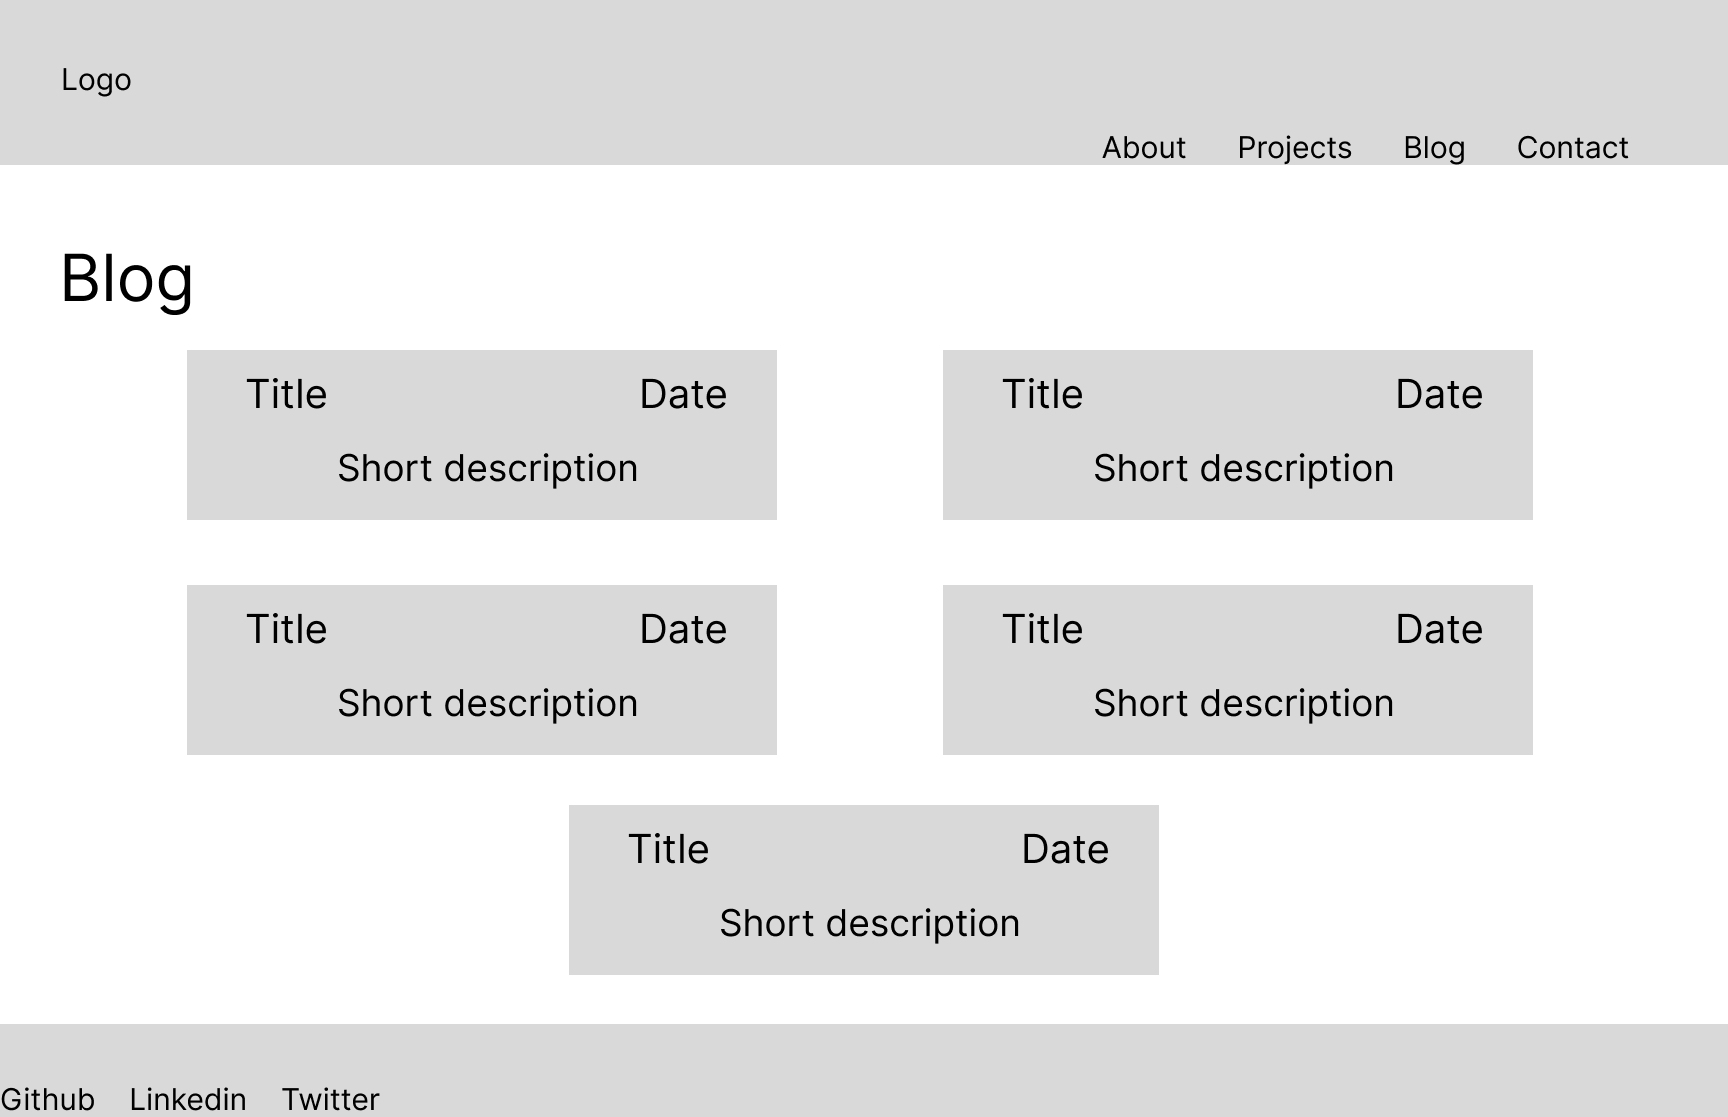 Logo
About Projects Blog Contact
Blog
Title Date
Short description
Title Date
Short description
Title Date
Short description
Title Date
Short description
Title Date
Short description
Github Linkedin Twitter